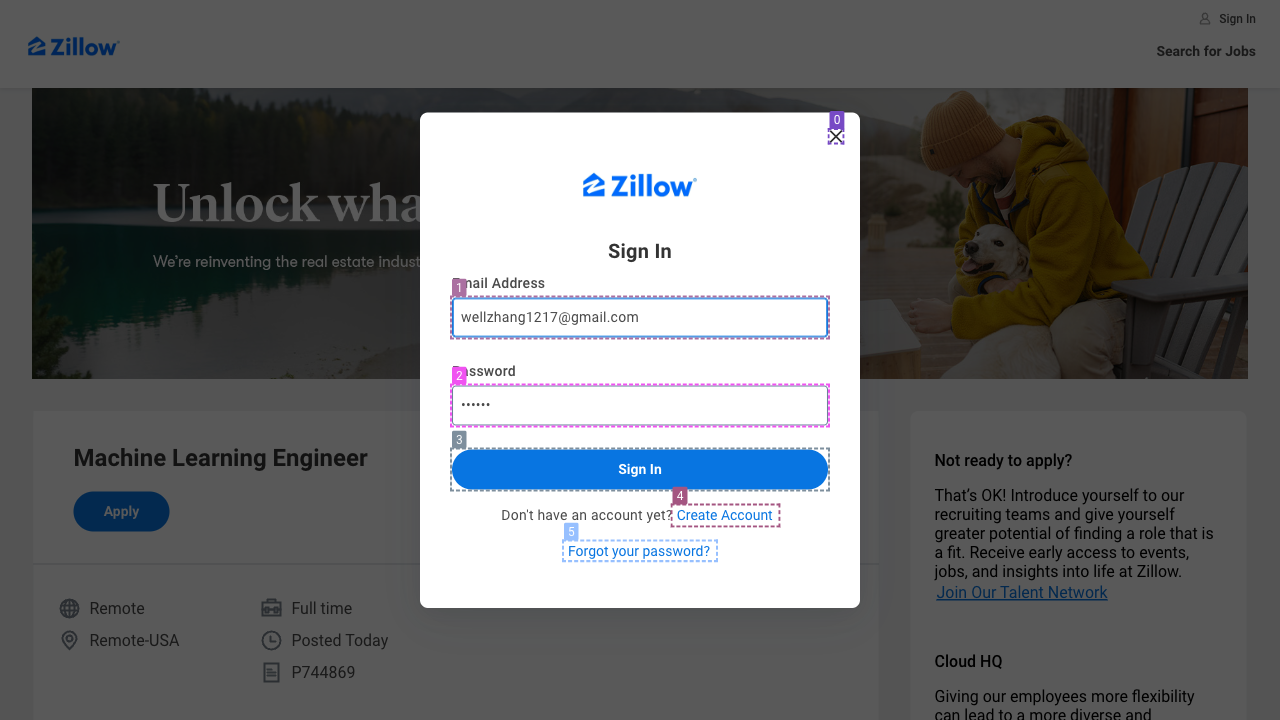 Sign In
Zillow
Search for Jobs
Unlock wha
We're reinventing the real estate indust
0
Zillow
Sign In
1
mail Address
wellzhang1217@gmail.com
2
assword
••••••
3
Sign In
4
Don't have an account yet? Create Account
5
Forgot your password?
Machine Learning Engineer
Apply
Remote
Full time
Remote-USA
Posted Today
P744869
Not ready to apply?
That's OK! Introduce yourself to our
recruiting teams and give yourself
greater potential of finding a role that is
a fit. Receive early access to events,
jobs, and insights into life at Zillow.
Join Our Talent Network
Cloud HQ
Giving our employees more flexibility
can lead to a more diverse and